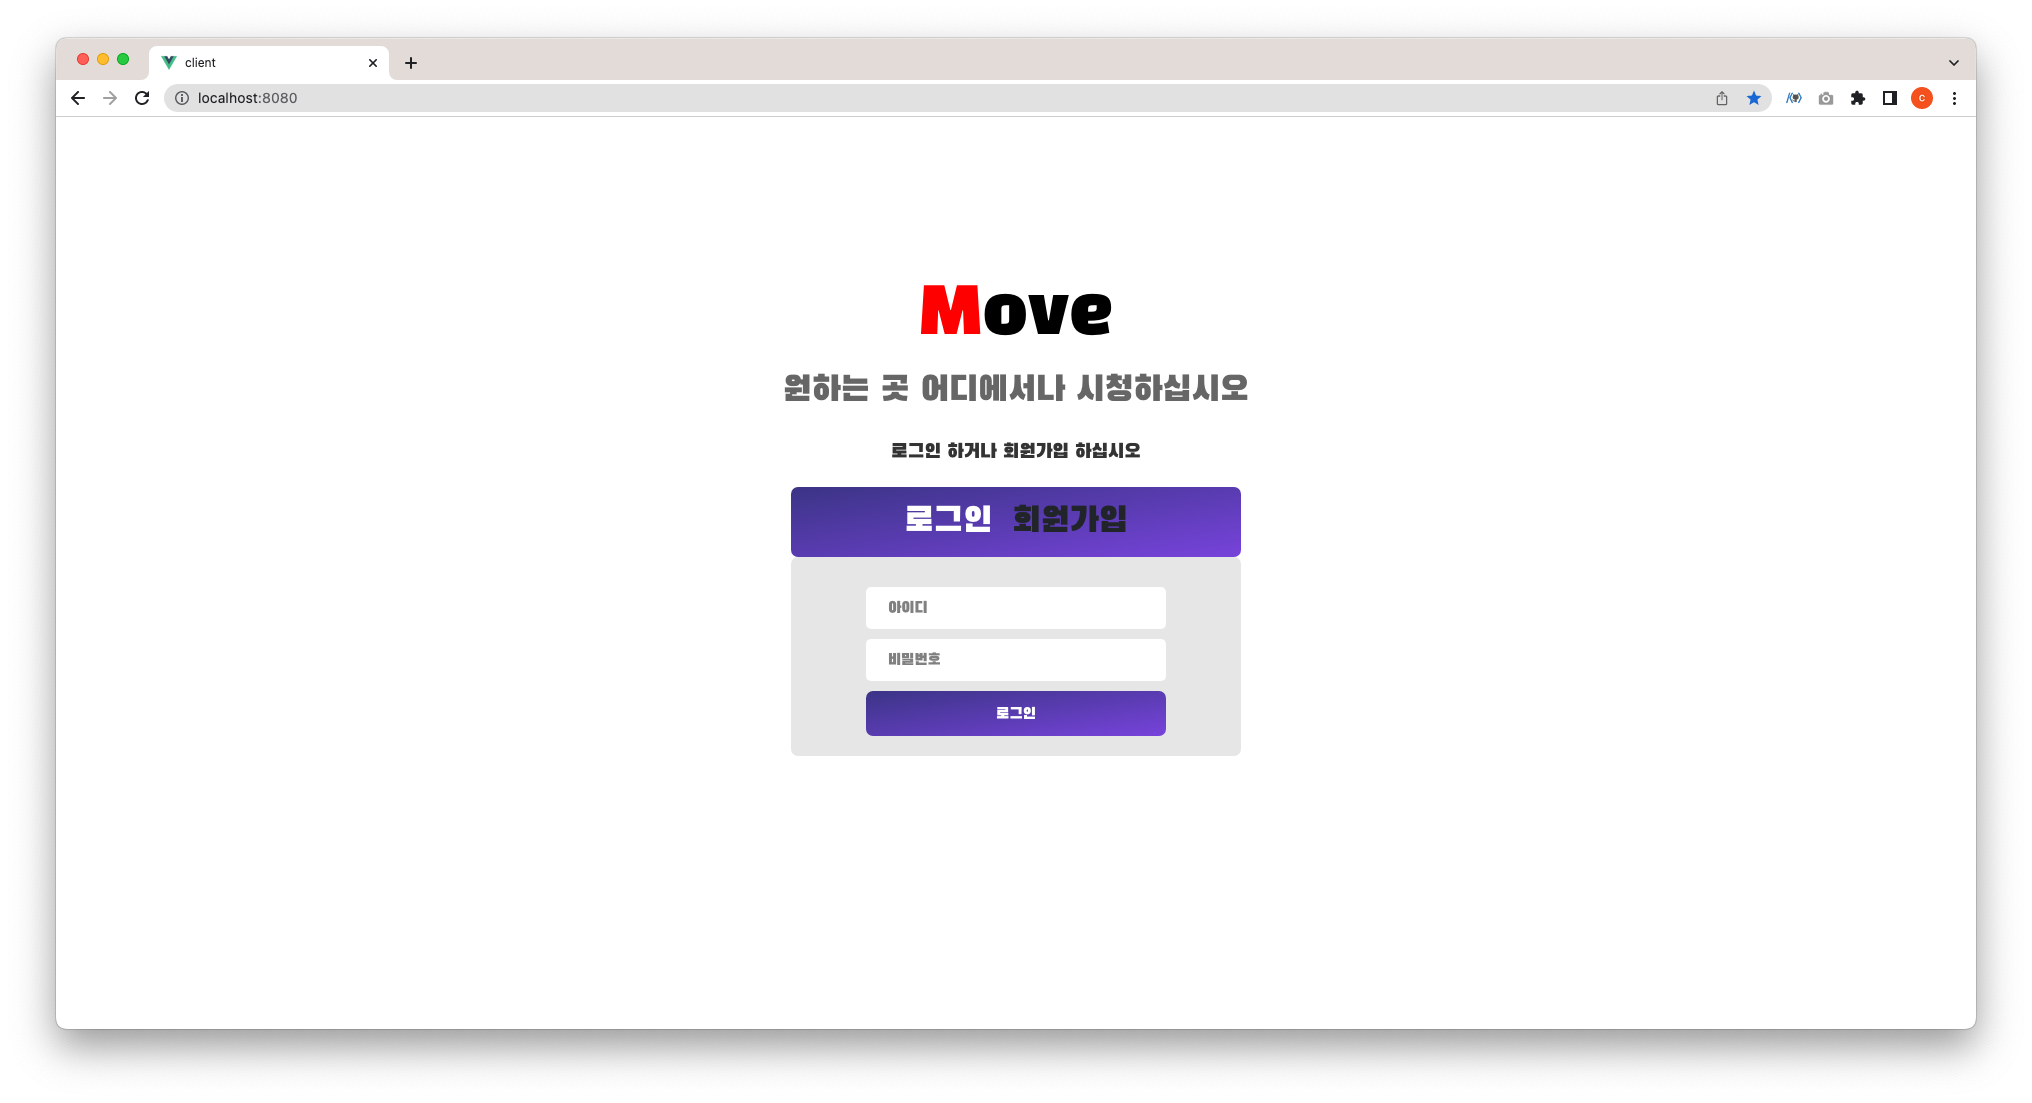 client
localhost:8080
C
Move
원하는 곳 어디에서나 시청하십시오
로그인 하거나 회원가입 하십시오
로그인 회원가입
아이디
비밀번호
로그인